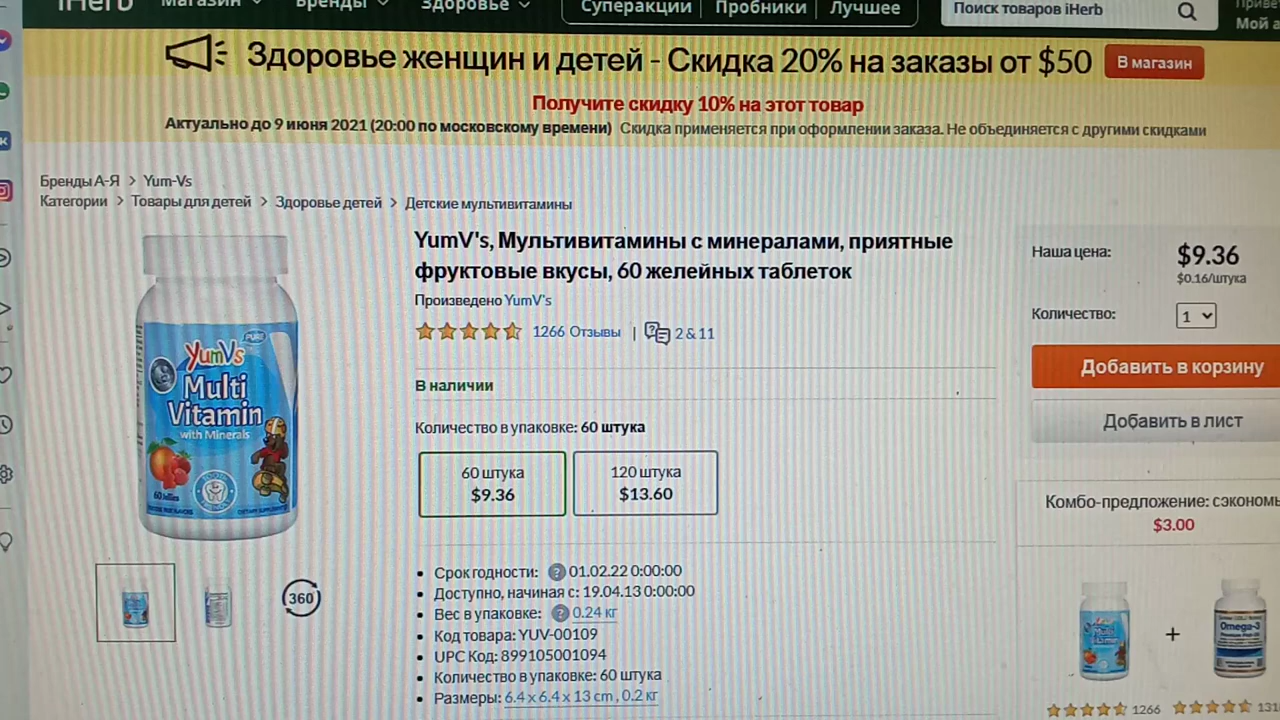 iHerb Магазин Бренды Здоровье Суперакции Пробники Лучшее Поиск товаров iHerb
Мой а
Здоровье женщин и детей - Скидка 20% на заказы от $50 В магазин
Получите скидку 10% на этот товар
Актуально до 9 июня 2021 (20:00 по московскому времени) Скидка применяется при оформлении заказа. Не объединяется с другими скидками
Бренды А-Я > Yum-Vs
Категории > Товары для детей > Здоровье детей > Детские мультивитамины
YumV's, Мультивитамины с минералами, приятные
фруктовые вкусы, 60 желейных таблеток
Произведено YumV's
1266 Отзывы | 2 & 11
В наличии
Количество в упаковке: 60 штука
60 штука
$9.36
120 штука
$13.60
Срок годности: ? 01.02.22 0:00:00
Доступно, начиная с: 19.04.13 0:00:00
Вес в упаковке: ? 0.24 кг
Код товара: YUV-00109
UPC Код: 899105001094
Количество в упаковке: 60 штука
Размеры: 6.4 x 6.4 x 13 cm , 0.2 кг
PURE
YumVs
Multi
Vitamin
with Minerals
60 Jellies
360
Наша цена: $9.36
$0.16/штука
Количество: 1
Добавить в корзину
Добавить в лист
Комбо-предложение: сэкономь
$3.00
Multi
Vitamin
+
Omega-3
1266 131